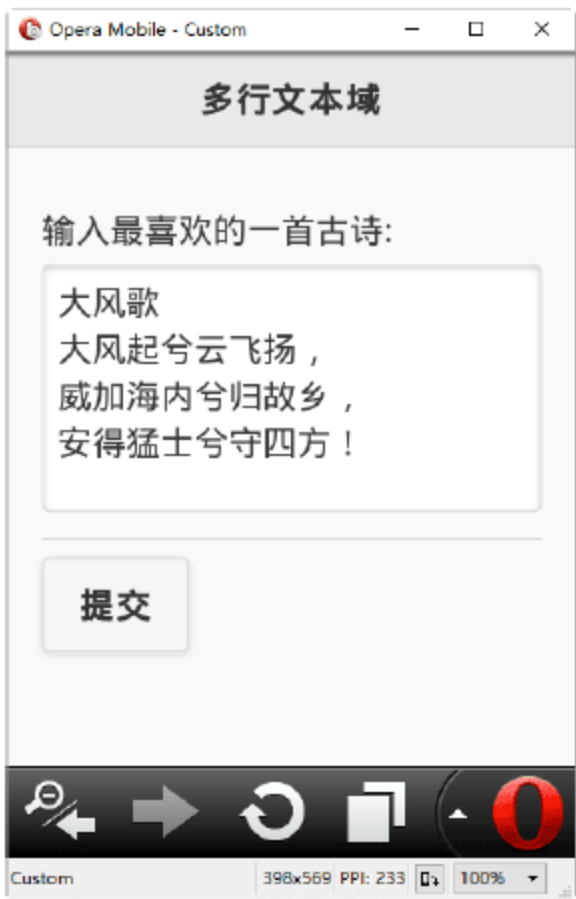 Opera Mobile - Custom
多行文本域
输入最喜欢的一首古诗:
大风歌
大风起兮云飞扬，
威加海内兮归故乡，
安得猛士兮守四方！
提交
Custom 398x569 PPI: 233 100%